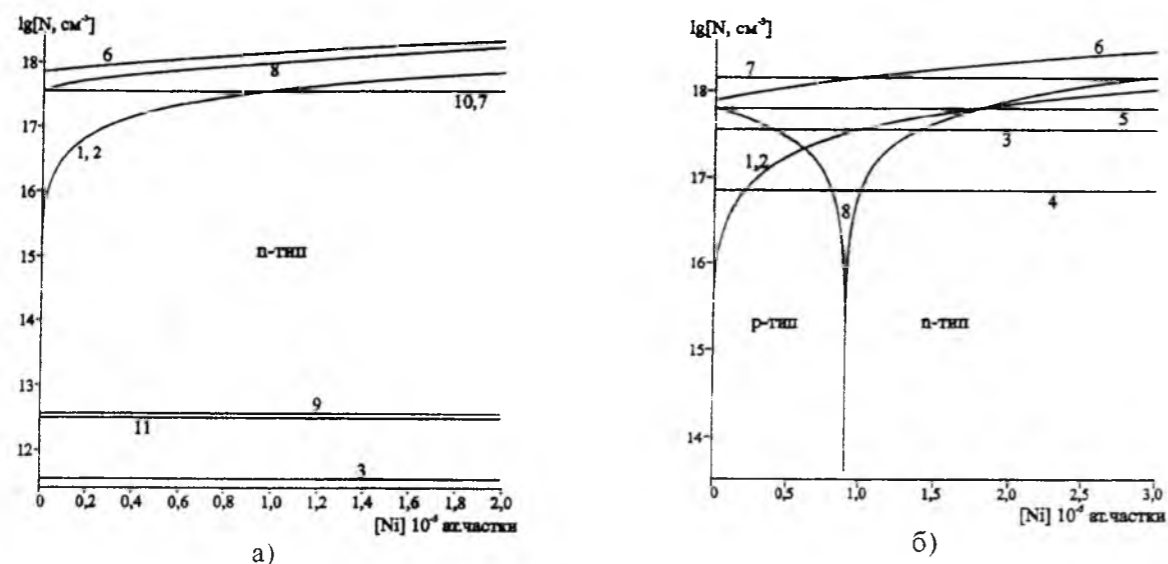 lg[N, см⁻³]
18
17
16
15
14
13
12
6
8
10,7
1, 2
n-тип
9
11
3
0 0,2 0,4 0,6 0,8 1,0 1,2 1,4 1,6 1,8 2,0
[Ni] 10⁻⁶ ат.частки
а)
lg[N, см⁻³]
18
17
16
15
14
7
6
5
3
1,2
4
8
p-тип
n-тип
0 0,5 1,0 1,5 2,0 2,5 3,0
[Ni] 10⁻⁶ ат.частки
б)